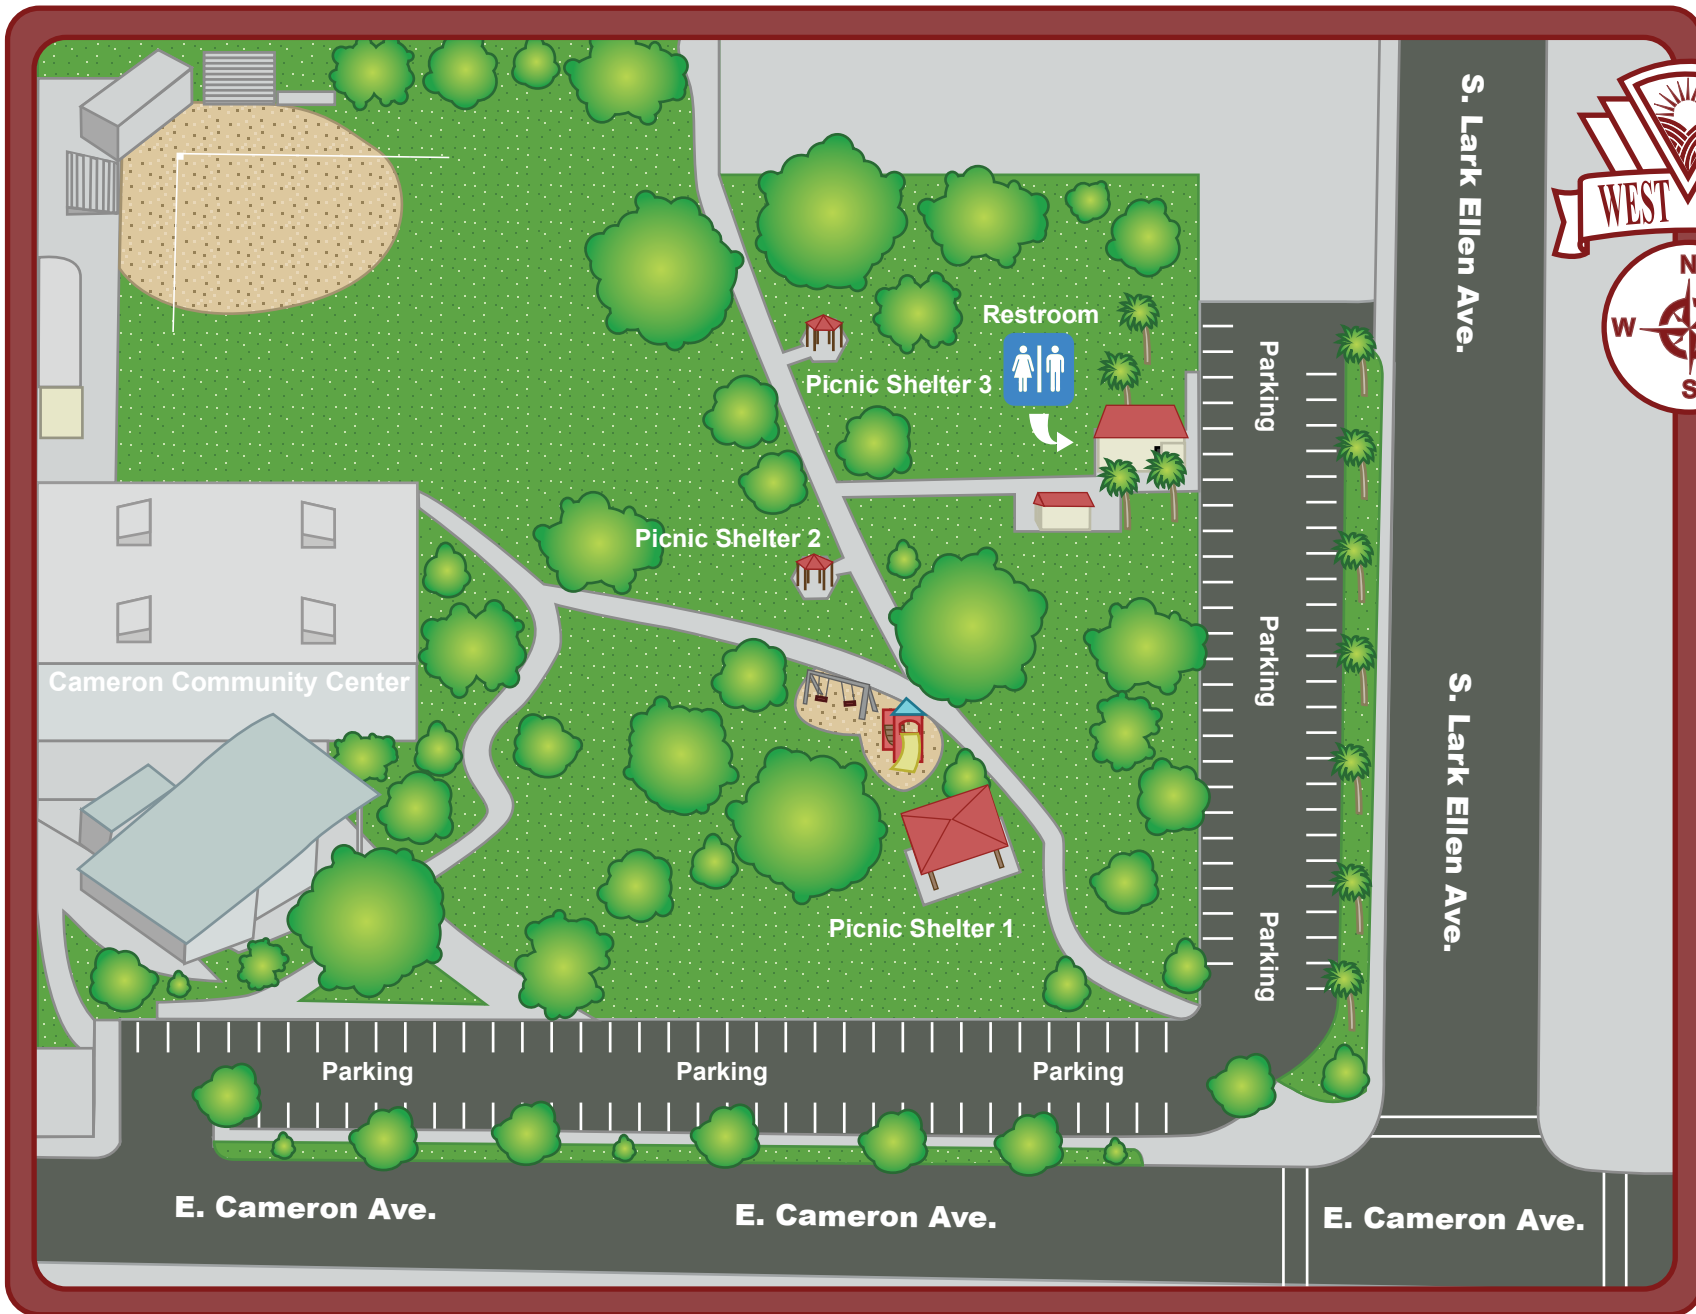 S. Lark Ellen Ave.
WEST
N
W
S
Restroom
Picnic Shelter 3
Parking
Picnic Shelter 2
Parking
Cameron Community Center
S. Lark Ellen Ave.
Picnic Shelter 1
Parking
Parking
Parking
Parking
E. Cameron Ave.
E. Cameron Ave.
E. Cameron Ave.